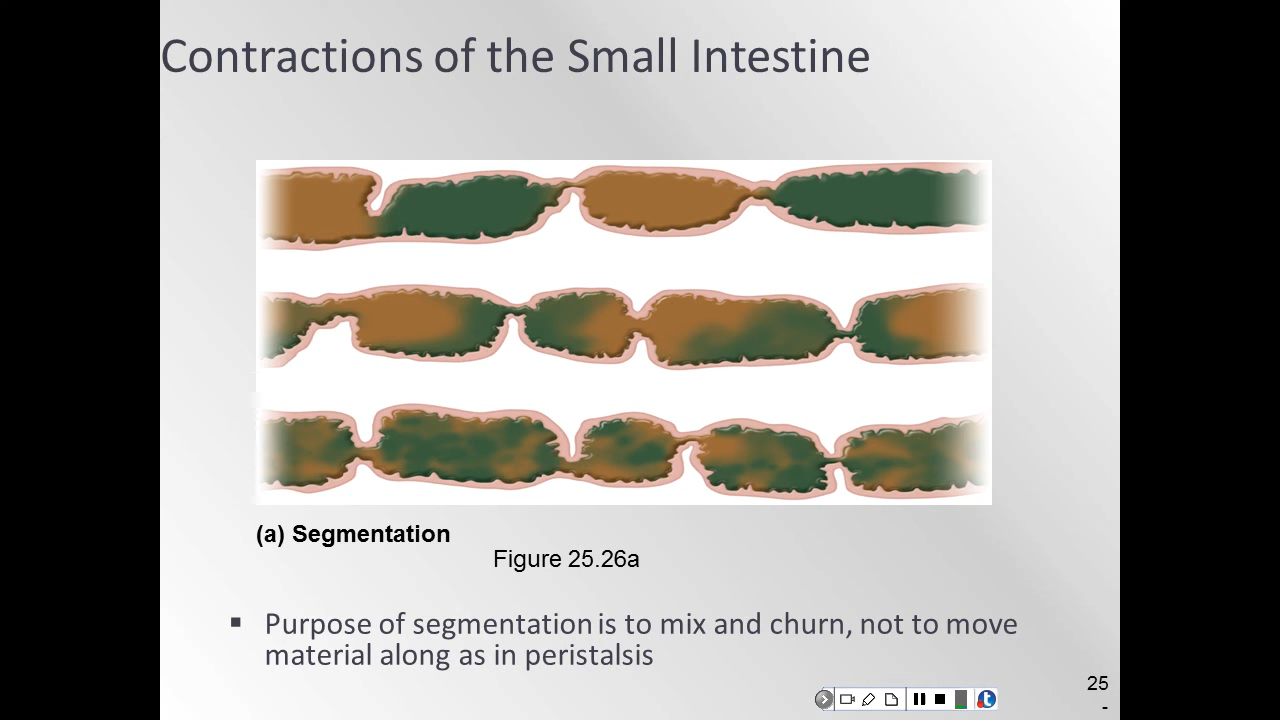 Contractions of the Small Intestine
(a) Segmentation
Figure 25.26a
▪ Purpose of segmentation is to mix and churn, not to move
material along as in peristalsis
25
-
t